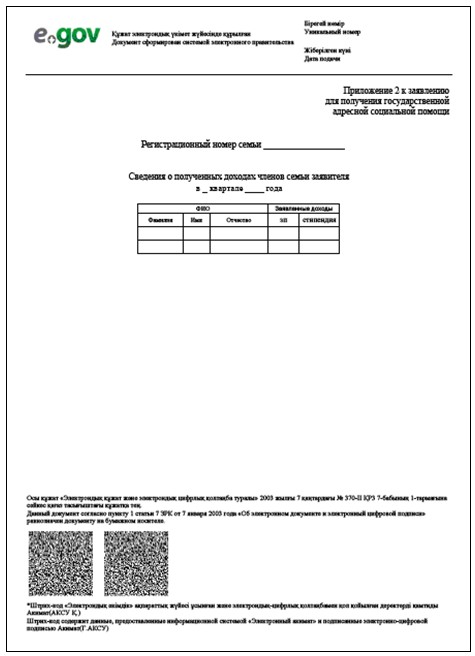 e.gov
Құжат электрондық үкімет жүйесінде құрылған
Документ сформирован системой электронного правительства
Бірегей нөмір
Уникальный номер
Жіберілген күні
Дата подачи
Приложение 2 к заявлению
для получения государственной
адресной социальной помощи
Регистрационный номер семьи _________________
Сведения о полученных доходах членов семьи заявителя
в _ квартале ____ года
ФИО Заявленные доходы
Фамилия Имя Отчество зп стипендия
Осы құжат «Электрондық құжат және электрондық цифрлық қолтаңба туралы» 2003 жылғы 7 қаңтардағы № 370-II ҚРЗ 7-бабының 1-тармағына
сәйкес қағаз тасығыштағы құжатқа тең.
Данный документ согласно пункту 1 статьи 7 ЗРК от 7 января 2003 года «Об электронном документе и электронной цифровой подписи»
равнозначен документу на бумажном носителе.
*Штрих-код «Электрондық әкімдік» ақпараттық жүйесі ұсынған және электрондық-цифрлық қолтаңбамен қол қойылған деректерді қамтиды
Акимат(АКСУ Қ.)
Штрих-код содержит данные, предоставленные информационной системой «Электронный акимат» и подписанные электронно-цифровой
подписью Акимат(Г.АКСУ)